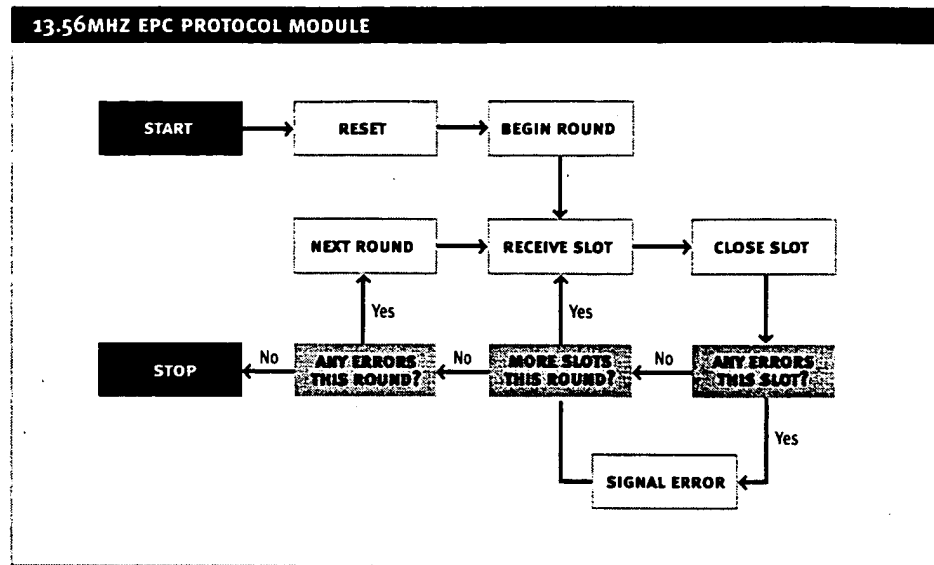 13.56MHZ EPC PROTOCOL MODULE
START
RESET
BEGIN ROUND
NEXT ROUND
RECEIVE SLOT
CLOSE SLOT
Yes
Yes
STOP
No
ANY ERRORS
THIS ROUND?
No
MORE SLOTS
THIS ROUND?
No
ANY ERRORS
THIS SLOT?
Yes
SIGNAL ERROR